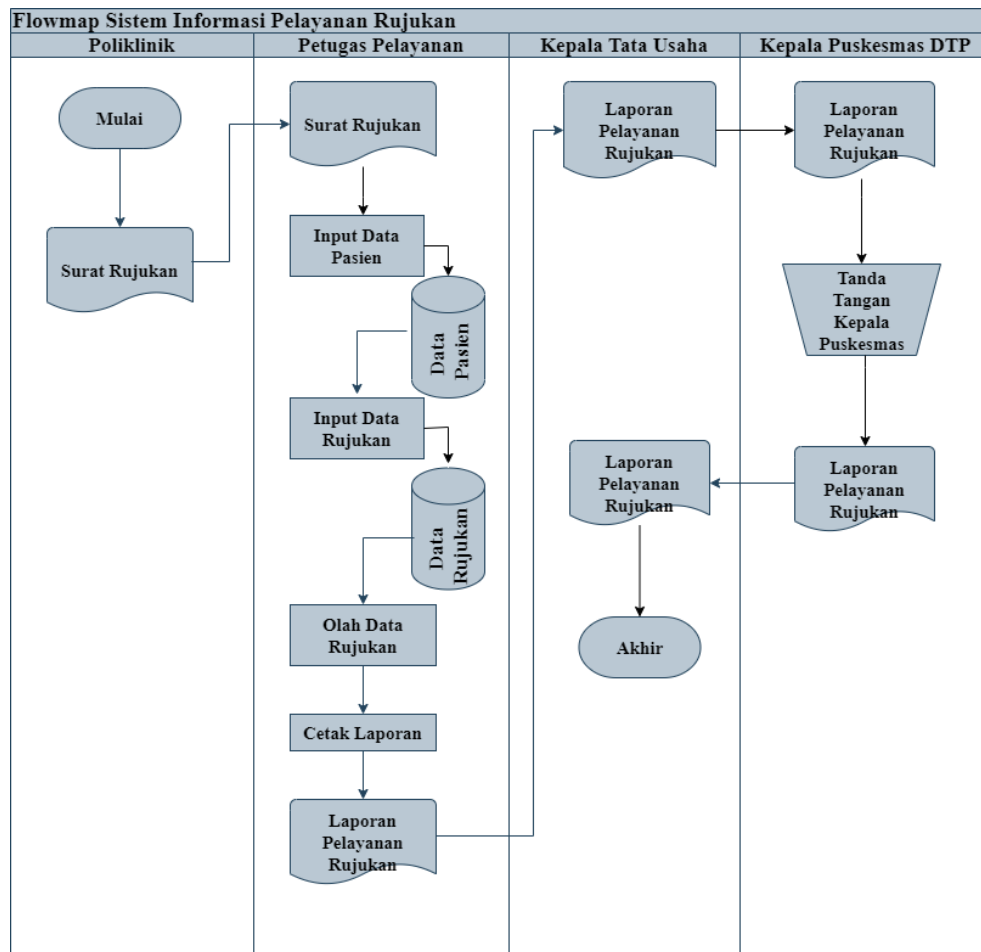 Flowmap Sistem Informasi Pelayanan Rujukan
Poliklinik
Petugas Pelayanan
Kepala Tata Usaha
Kepala Puskesmas DTP
Mulai
Surat Rujukan
Surat Rujukan
Input Data
Pasien
Data
Pasien
Input Data
Rujukan
Data
Rujukan
Olah Data
Rujukan
Cetak Laporan
Laporan
Pelayanan
Rujukan
Laporan
Pelayanan
Rujukan
Laporan
Pelayanan
Rujukan
Tanda
Tangan
Kepala
Puskesmas
Laporan
Pelayanan
Rujukan
Laporan
Pelayanan
Rujukan
Akhir